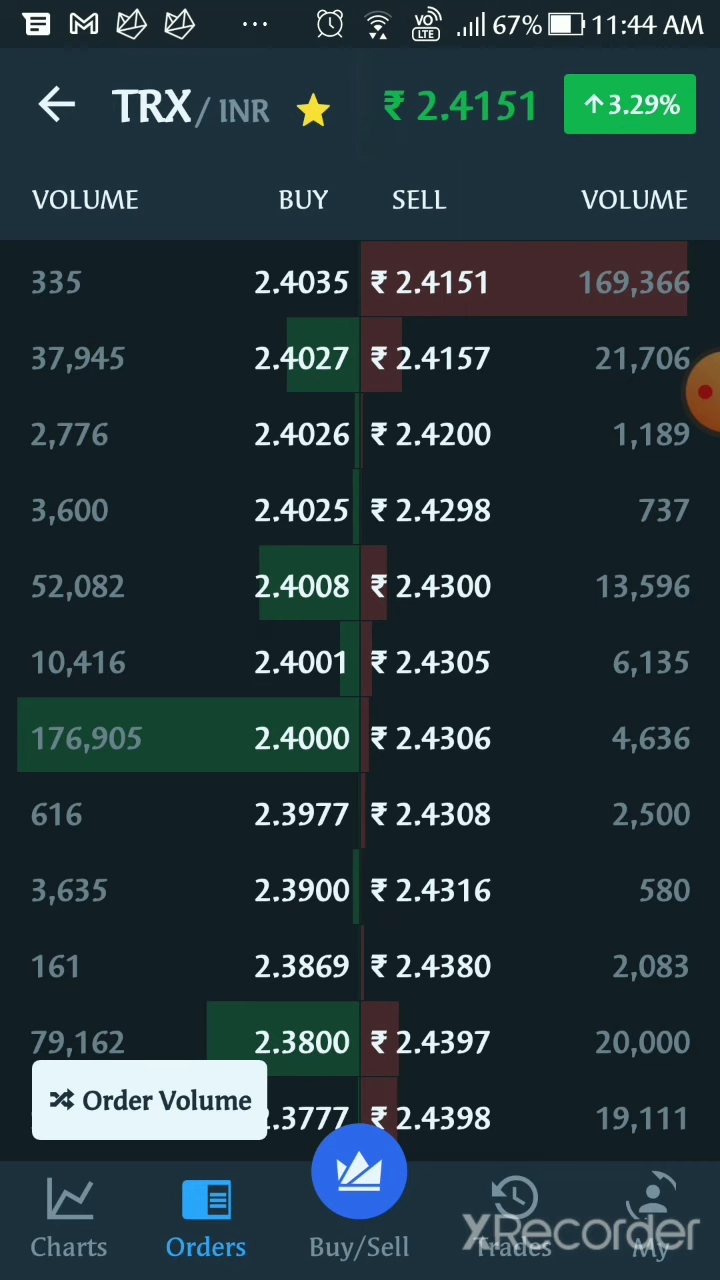 VO LTE 67% 11:44 AM
TRX / INR ₹ 2.4151 ↑3.29%
VOLUME BUY SELL VOLUME
335 2.4035 ₹ 2.4151 169,366
37,945 2.4027 ₹ 2.4157 21,706
2,776 2.4026 ₹ 2.4200 1,189
3,600 2.4025 ₹ 2.4298 737
52,082 2.4008 ₹ 2.4300 13,596
10,416 2.4001 ₹ 2.4305 6,135
176,905 2.4000 ₹ 2.4306 4,636
616 2.3977 ₹ 2.4308 2,500
3,635 2.3900 ₹ 2.4316 580
161 2.3869 ₹ 2.4380 2,083
79,162 2.3800 ₹ 2.4397 20,000
.3777 ₹ 2.4398 19,111
Order Volume
Charts Orders Buy/Sell Trades My
XRecorder